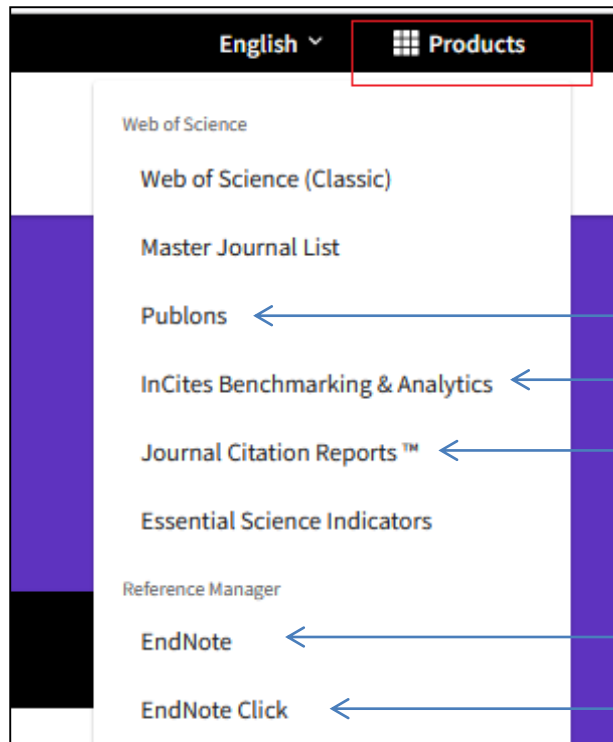 English Products
Web of Science
Web of Science (Classic)
Master Journal List
Publons
InCites Benchmarking & Analytics
Journal Citation Reports ™
Essential Science Indicators
Reference Manager
EndNote
EndNote Click